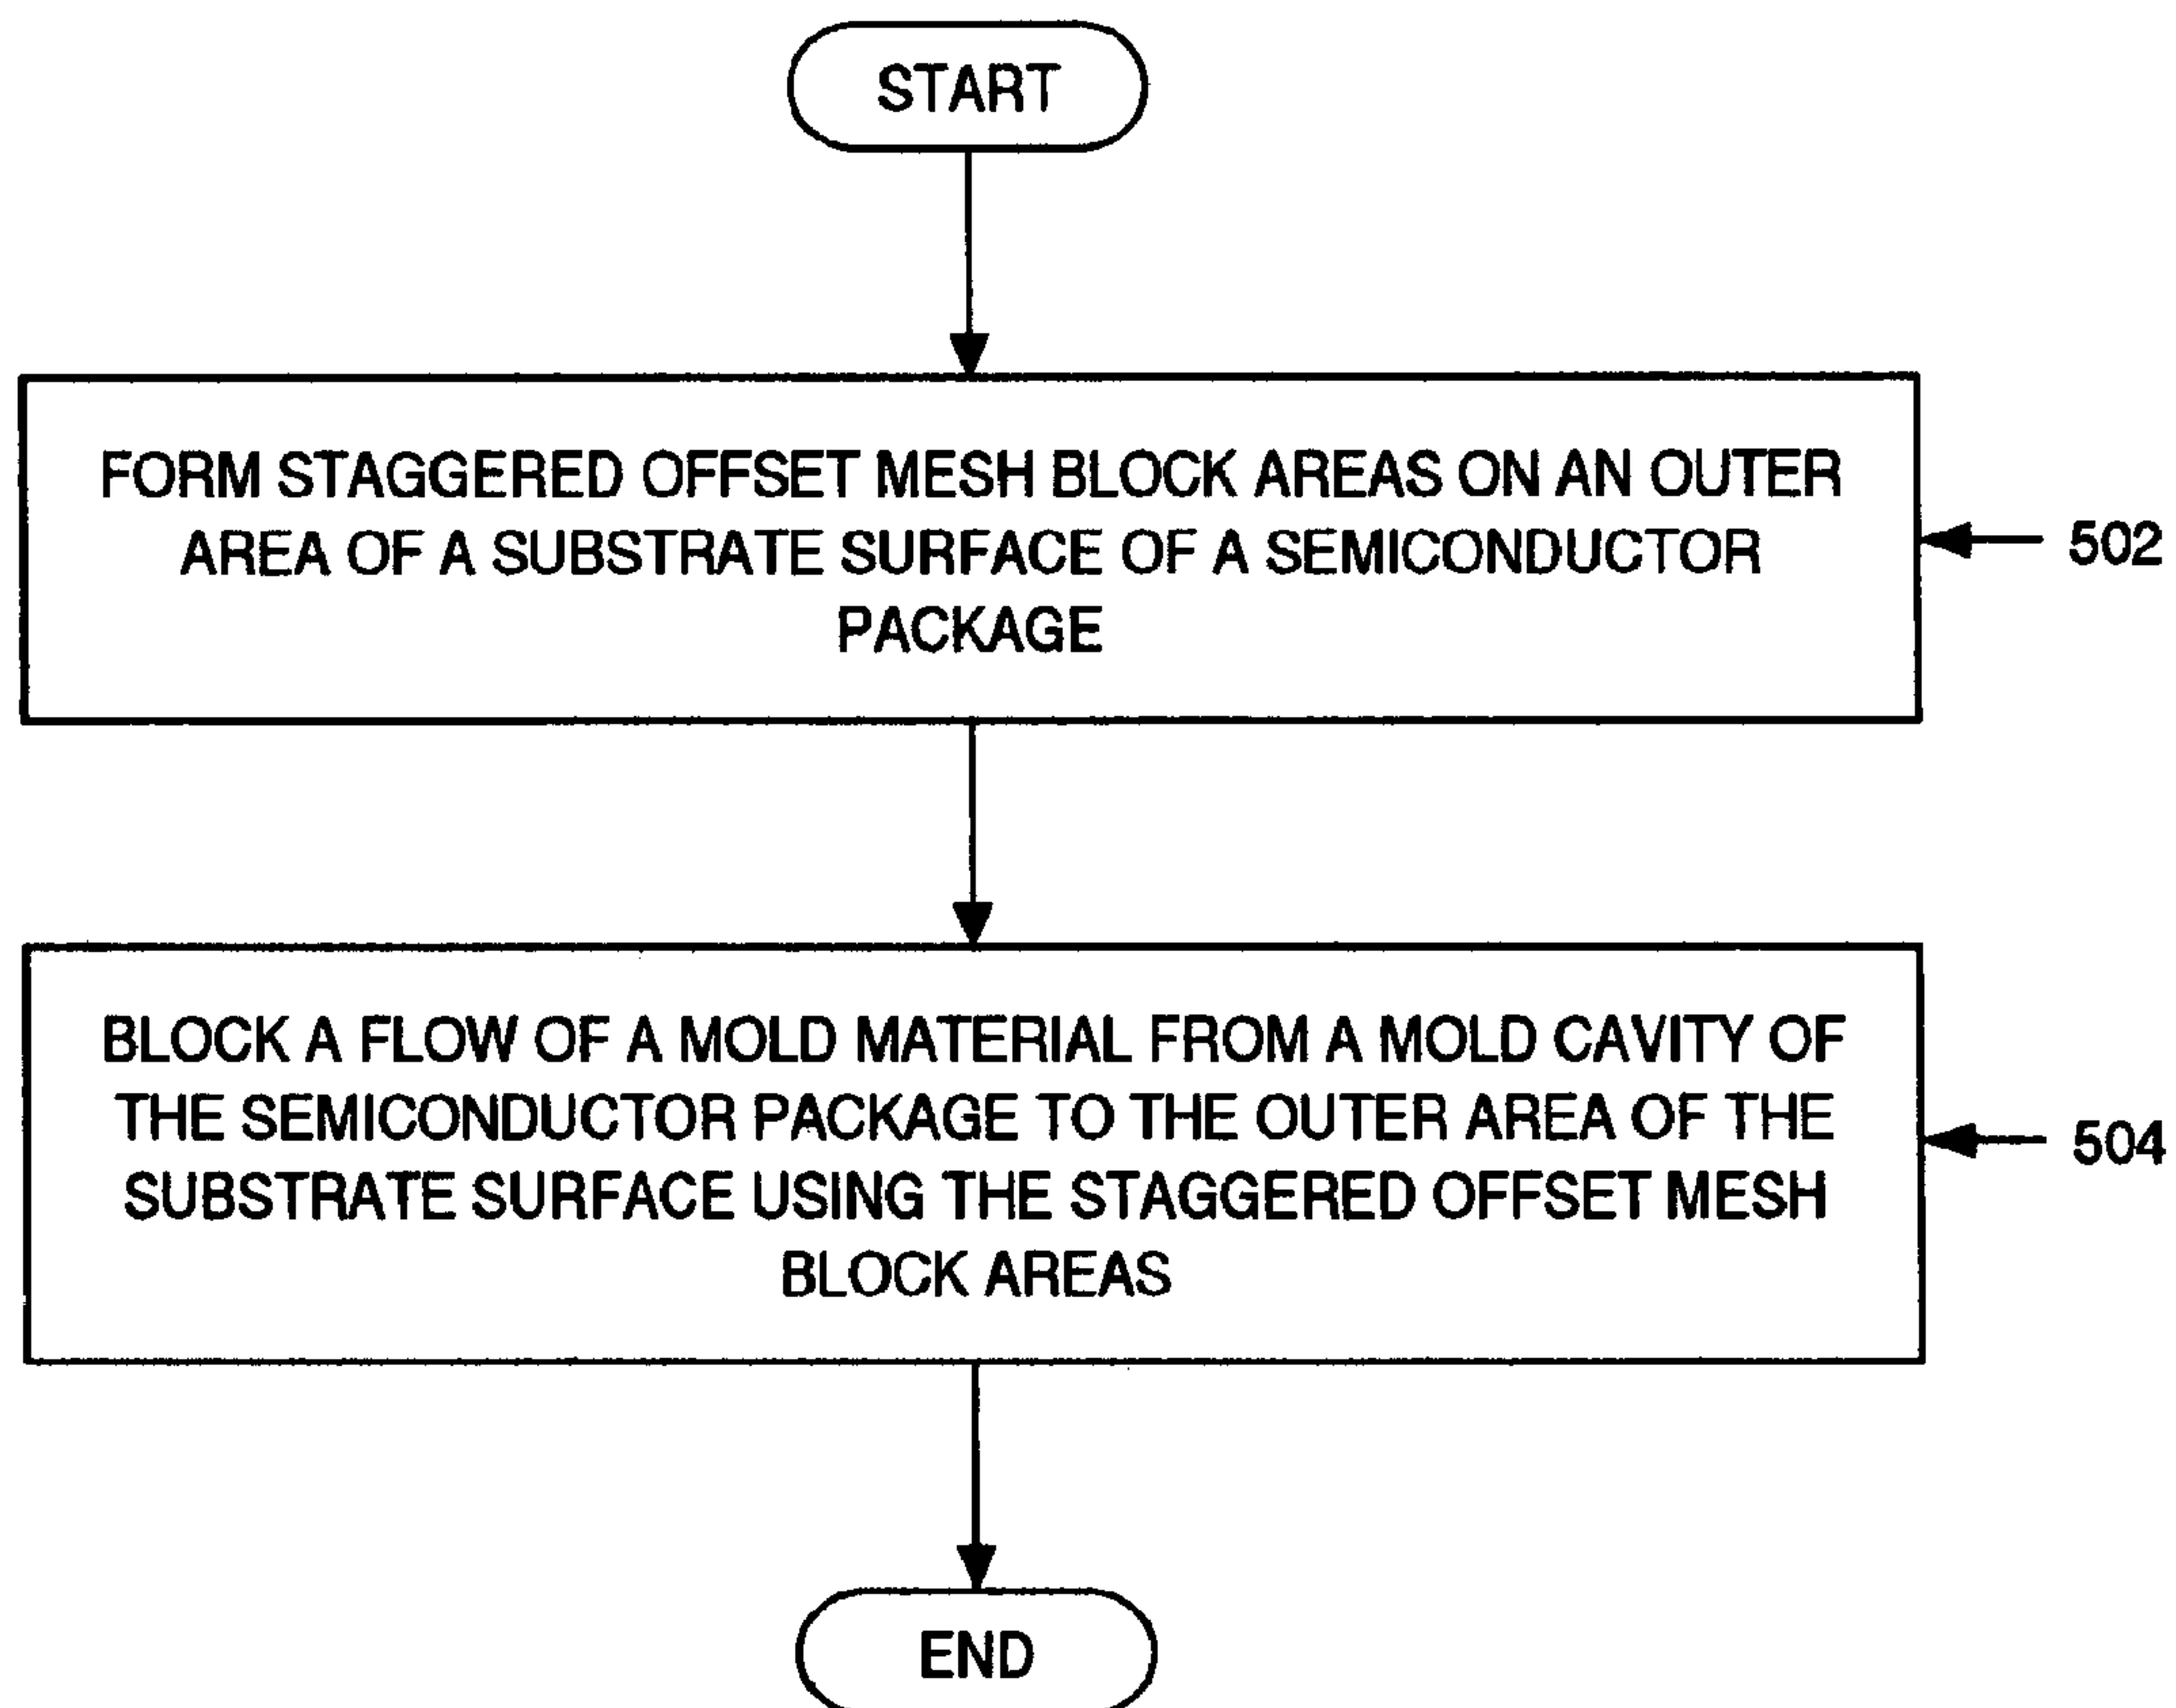 START
FORM STAGGERED OFFSET MESH BLOCK AREAS ON AN OUTER
AREA OF A SUBSTRATE SURFACE OF A SEMICONDUCTOR
PACKAGE
502
BLOCK A FLOW OF A MOLD MATERIAL FROM A MOLD CAVITY OF
THE SEMICONDUCTOR PACKAGE TO THE OUTER AREA OF THE
SUBSTRATE SURFACE USING THE STAGGERED OFFSET MESH
BLOCK AREAS
504
END